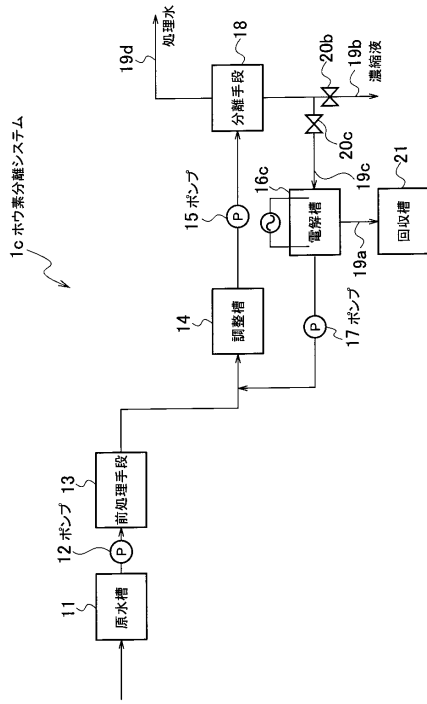 1c ホウ素分離システム
11
原水槽
12 ポンプ
P
13
前処理手段
14
調整槽
15 ポンプ
P
18
分離手段
19d
処理水
20b
19b
濃縮液
20c
19c
16c
電解槽
17 ポンプ
P
19a
21
回収槽